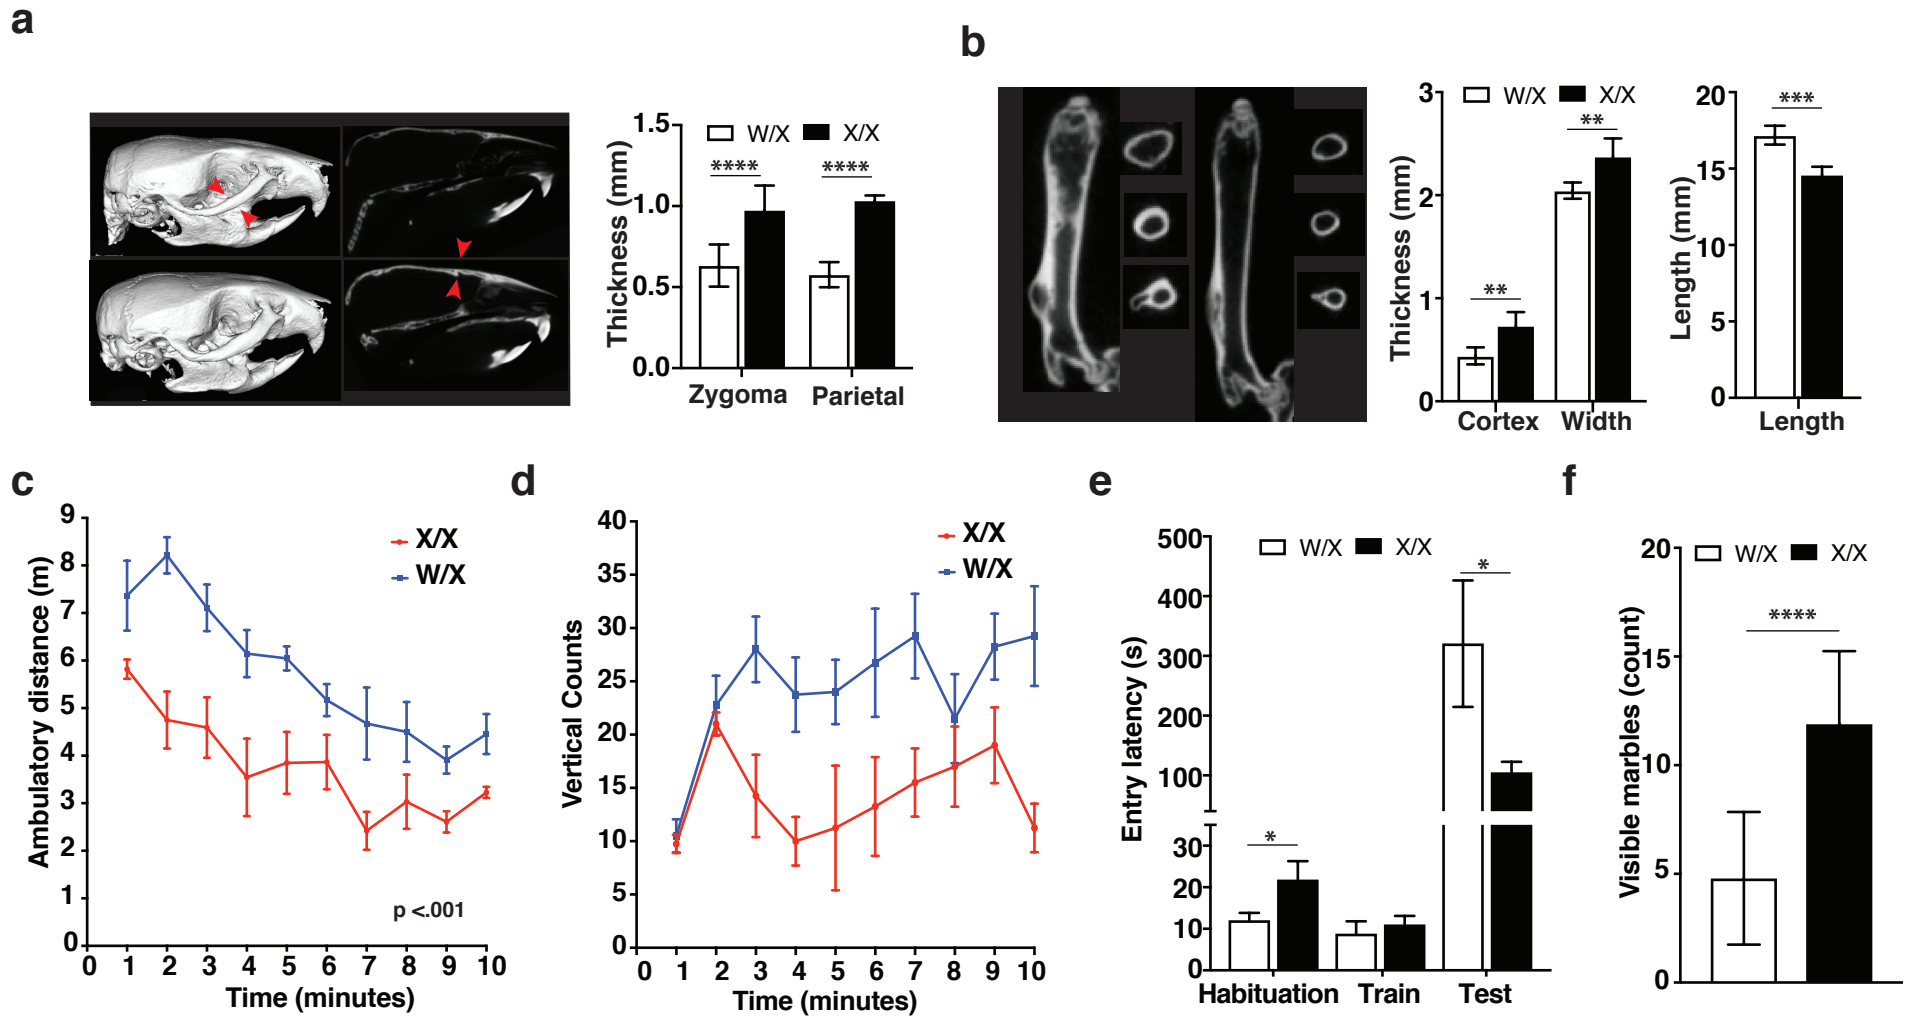 a
1.5
1.0
0.5
0.0
Thickness (mm)
W/X X/X
**** ****
Zygoma Parietal
b
3
2
1
0
Thickness (mm)
W/X X/X
** **
Cortex Width
20
15
10
5
0
Length (mm)
***
Length
c
9
8
7
6
5
4
3
2
1
0
Ambulatory distance (m)
X/X
W/X
p <.001
0 1 2 3 4 5 6 7 8 9 10
Time (minutes)
d
40
35
30
25
20
15
10
5
0
Vertical Counts
X/X
W/X
0 1 2 3 4 5 6 7 8 9 10
Time (minutes)
e
500
400
300
200
100
30
20
10
0
Entry latency (s)
W/X X/X
*
*
Habituation Train Test
f
20
15
10
5
0
Visible marbles (count)
W/X X/X
****